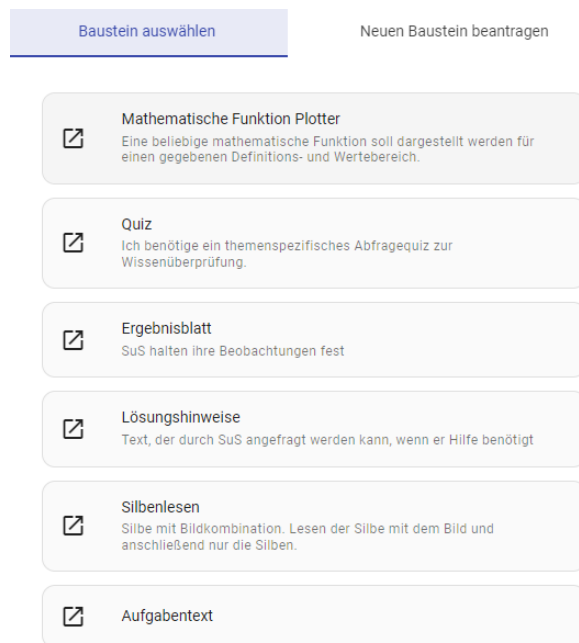 Baustein auswählen
Neuen Baustein beantragen
Mathematische Funktion Plotter
Eine beliebige mathematische Funktion soll dargestellt werden für
einen gegebenen Definitions- und Wertebereich.
Quiz
Ich benötige ein themenspezifisches Abfragequiz zur
Wissenüberprüfung.
Ergebnisblatt
SuS halten ihre Beobachtungen fest
Lösungshinweise
Text, der durch SuS angefragt werden kann, wenn er Hilfe benötigt
Silbenlesen
Silbe mit Bildkombination. Lesen der Silbe mit dem Bild und
anschließend nur die Silben.
Aufgabentext